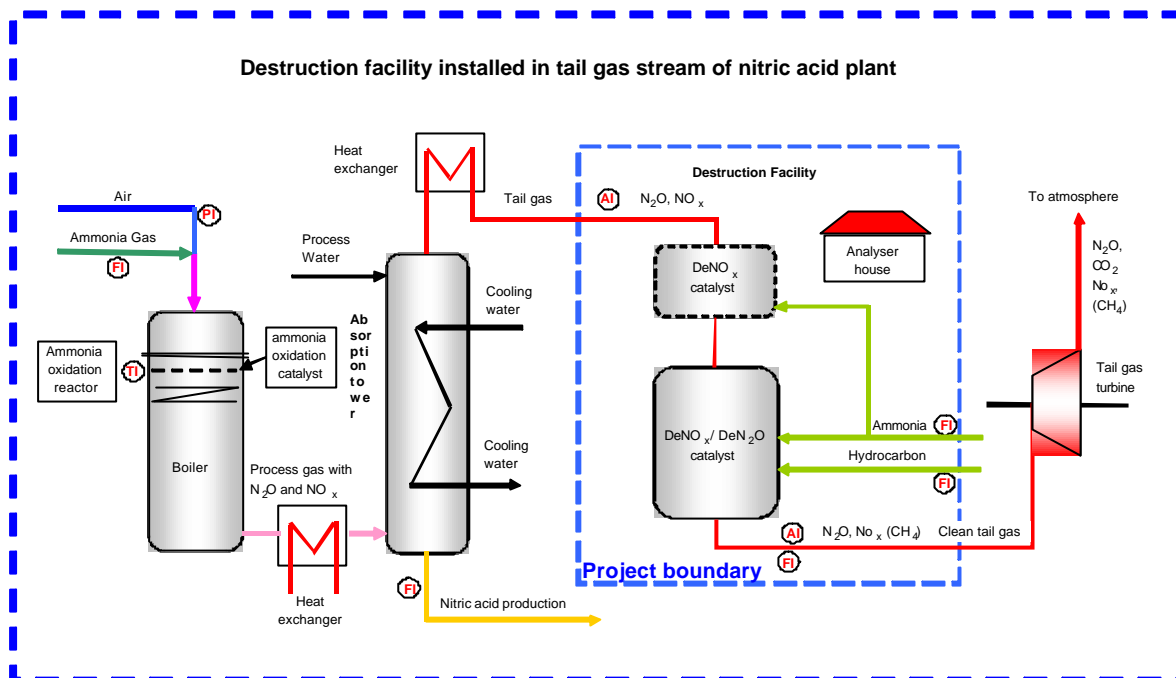 Destruction facility installed in tail gas stream of nitric acid plant
Heat
exchanger
Air
PI
Ammonia Gas
FI
Process
Water
Tail gas
AI
N₂O, NO x
Destruction Facility
DeNO x
catalyst
Analyser
house
To atmosphere
N₂O,
CO₂
No x,
(CH₄)
Cooling
water
Ab
sor
pti
on
to
we
r
Ammonia
oxidation
reactor
TI
ammonia
oxidation
catalyst
Boiler
Tail gas
turbine
DeNOx/ DeN₂O
catalyst
Ammonia
FI
Hydrocarbon
FI
Cooling
water
Process gas with
N₂O and NO x
AI
N₂O, No x (CH₄)
Clean tail gas
FI
Project boundary
FI
Nitric acid production
Heat
exchanger